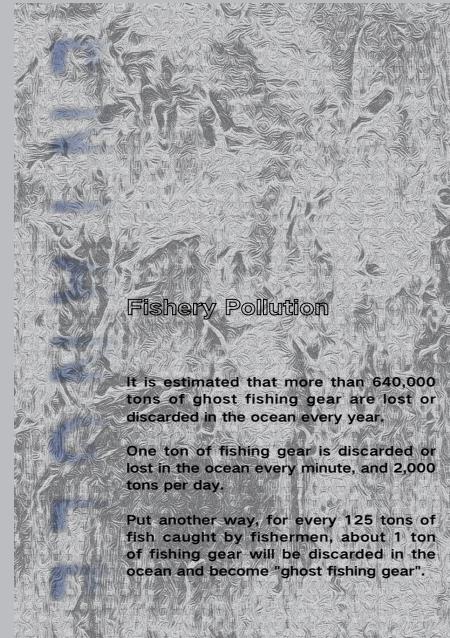 Fishery Pollution
It is estimated that more than 640,000
tons of ghost fishing gear are lost or
discarded in the ocean every year.
One ton of fishing gear is discarded or
lost in the ocean every minute, and 2,000
tons per day.
Put another way, for every 125 tons of
fish caught by fishermen, about 1 ton
of fishing gear will be discarded in the
ocean and become "ghost fishing gear".